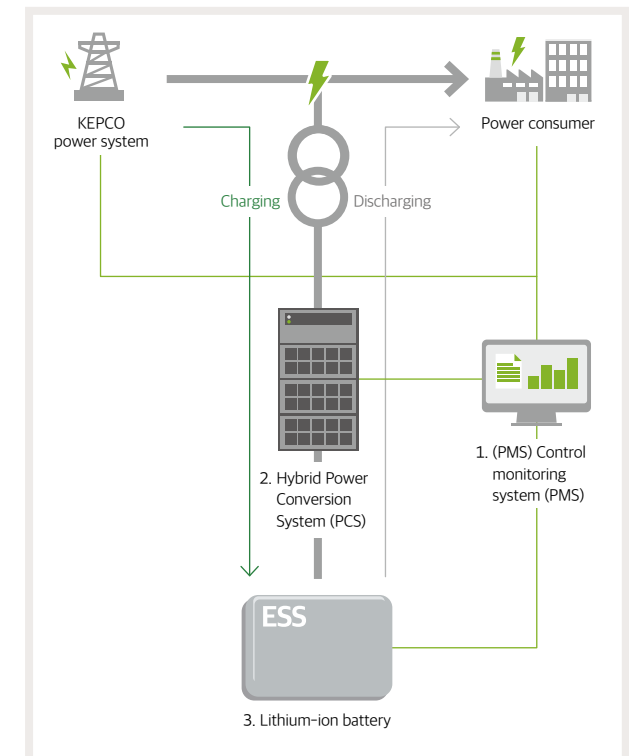 KEPCO
power system
Power consumer
Charging
Discharging
1. (PMS) Control
monitoring
system (PMS)
2. Hybrid Power
Conversion
System (PCS)
ESS
3. Lithium-ion battery